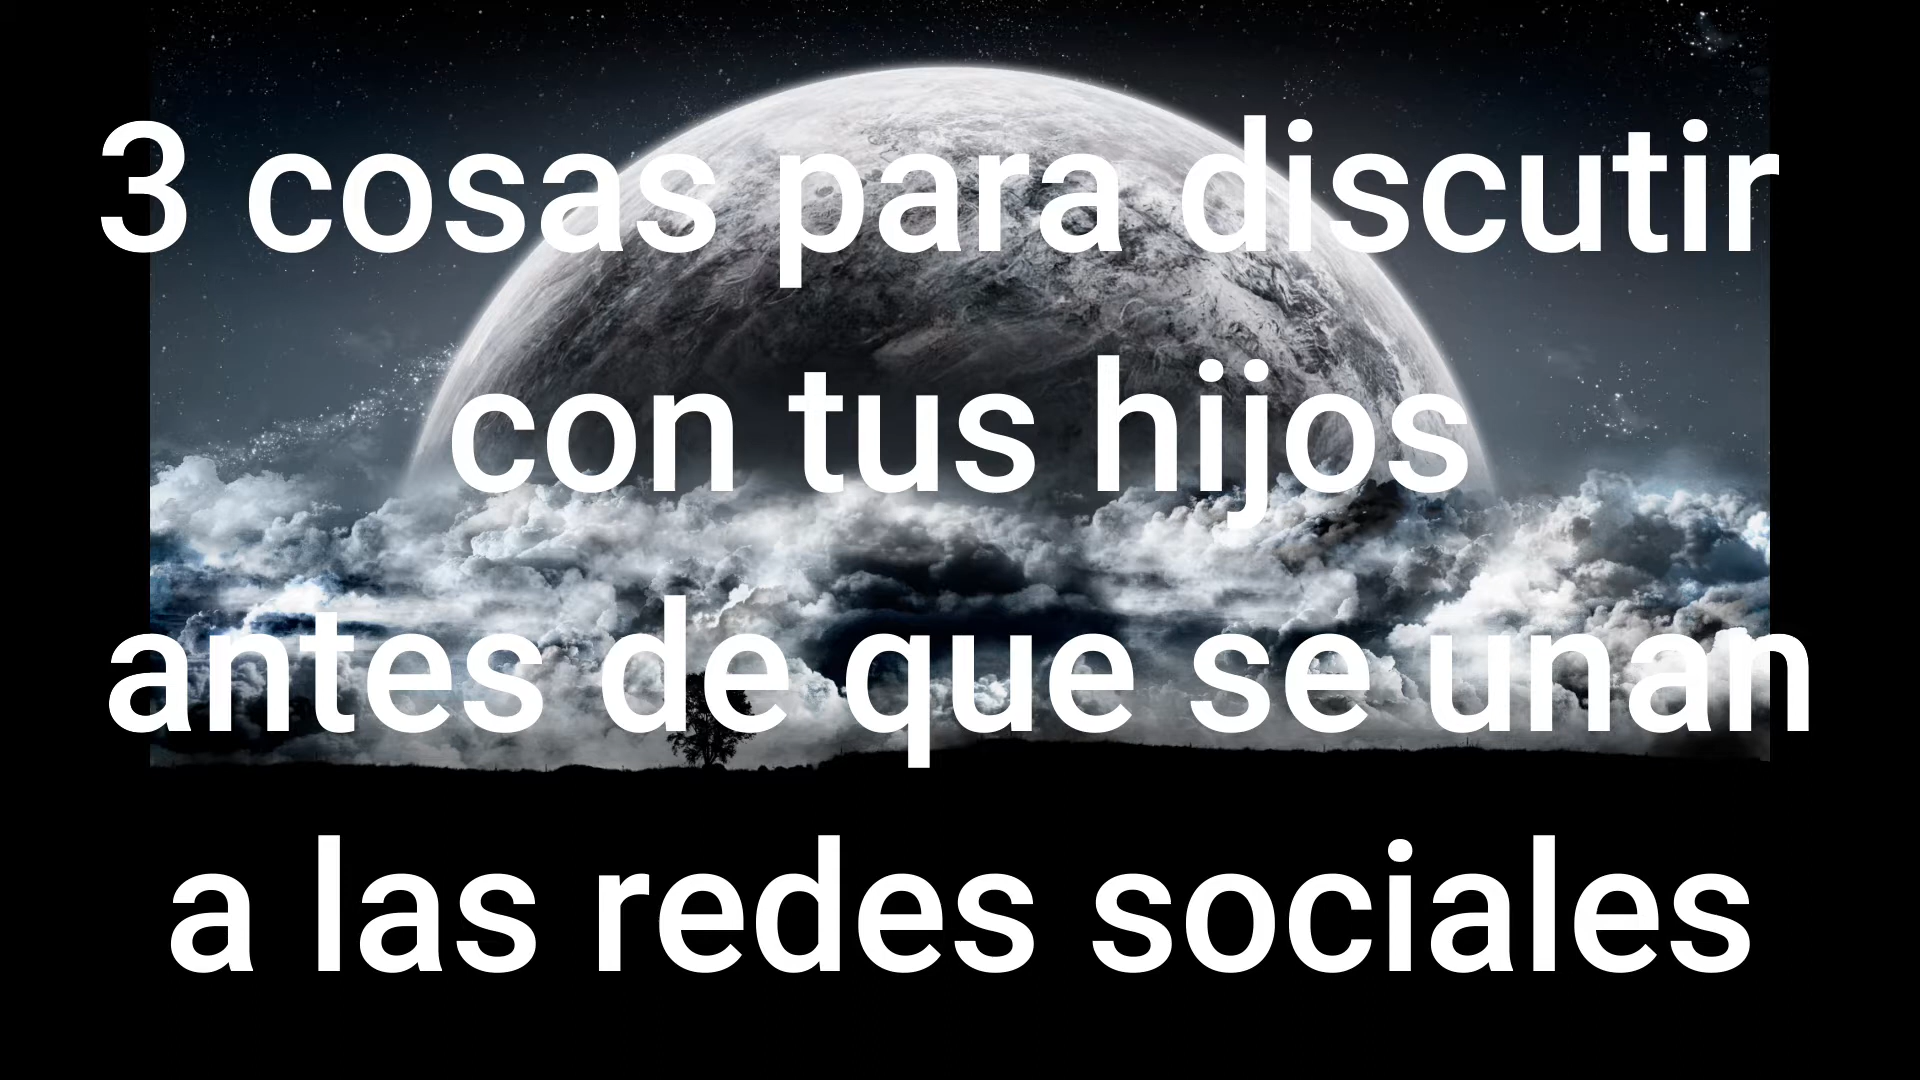 3 cosas para discutir
con tus hijos
antes de que se unan
a las redes sociales